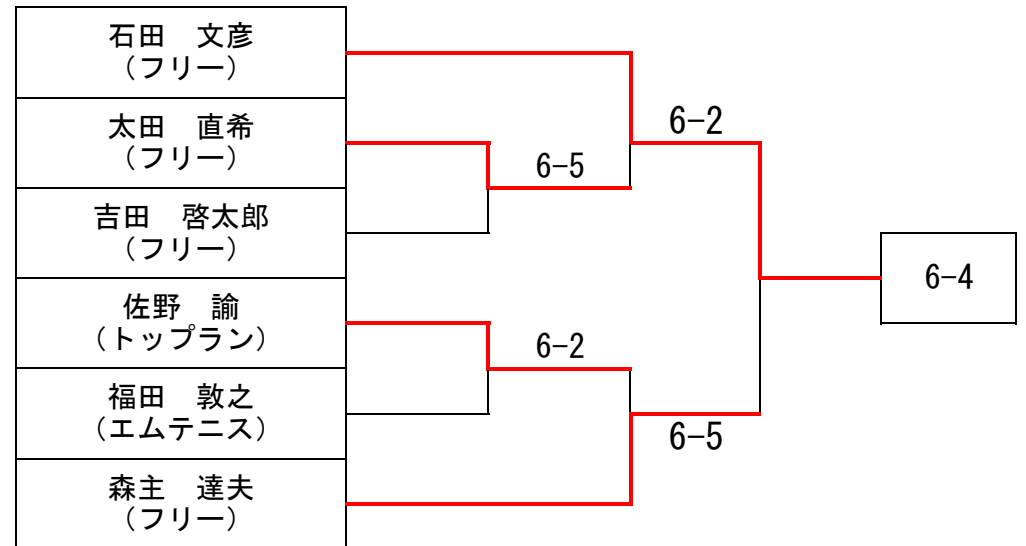 石田　文彦
（フリー）
太田　直希
（フリー）
吉田　啓太郎
（フリー）
佐野　諭
（トップラン）
福田　敦之
（エムテニス）
森主　達夫
（フリー）
6-5
6-2
6-2
6-5
6-4